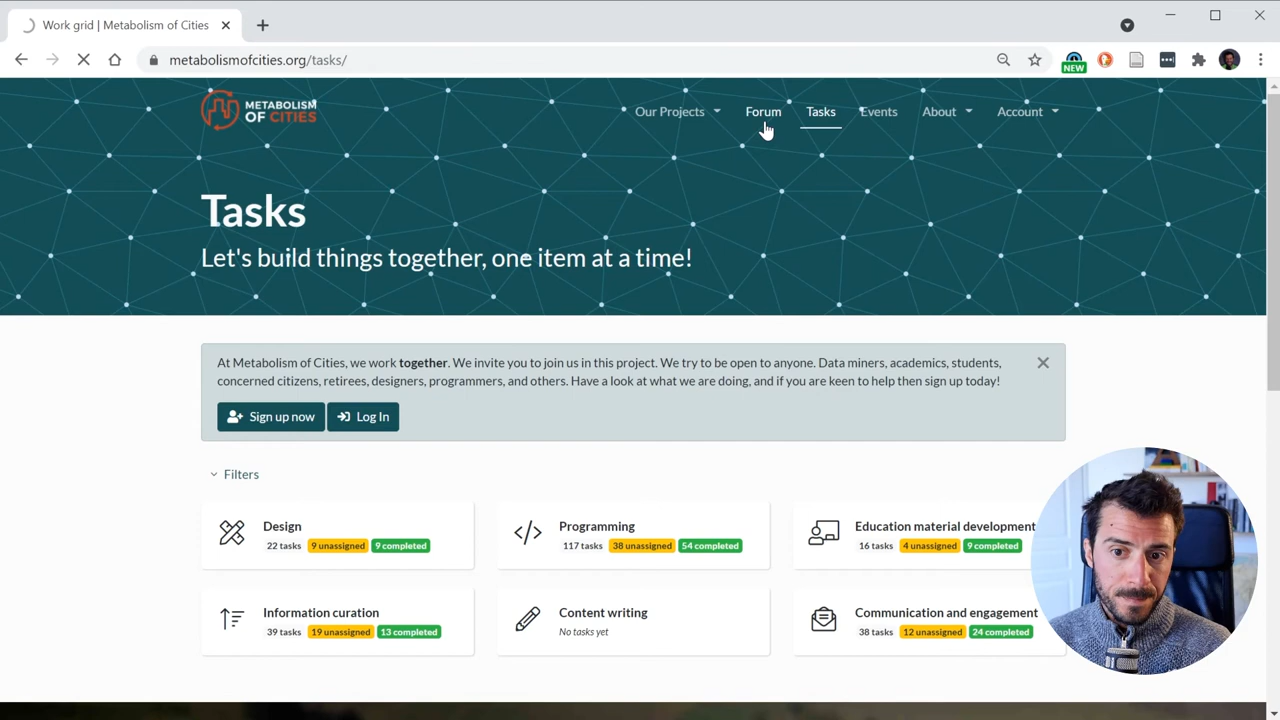 Work grid | Metabolism of Cities
metabolismofcities.org/tasks/
NEW
METABOLISM
OF CITIES
Our Projects
Forum
Tasks
Events
About
Account
Tasks
Let's build things together, one item at a time!
At Metabolism of Cities, we work together. We invite you to join us in this project. We try to be open to anyone. Data miners, academics, students,
concerned citizens, retirees, designers, programmers, and others. Have a look at what we are doing, and if you are keen to help then sign up today!
Sign up now
Log In
Filters
Design
22 tasks 9 unassigned 9 completed
Programming
117 tasks 38 unassigned 54 completed
Education material development
16 tasks 4 unassigned 9 completed
Information curation
39 tasks 19 unassigned 13 completed
Content writing
No tasks yet
Communication and engagement
38 tasks 12 unassigned 24 completed